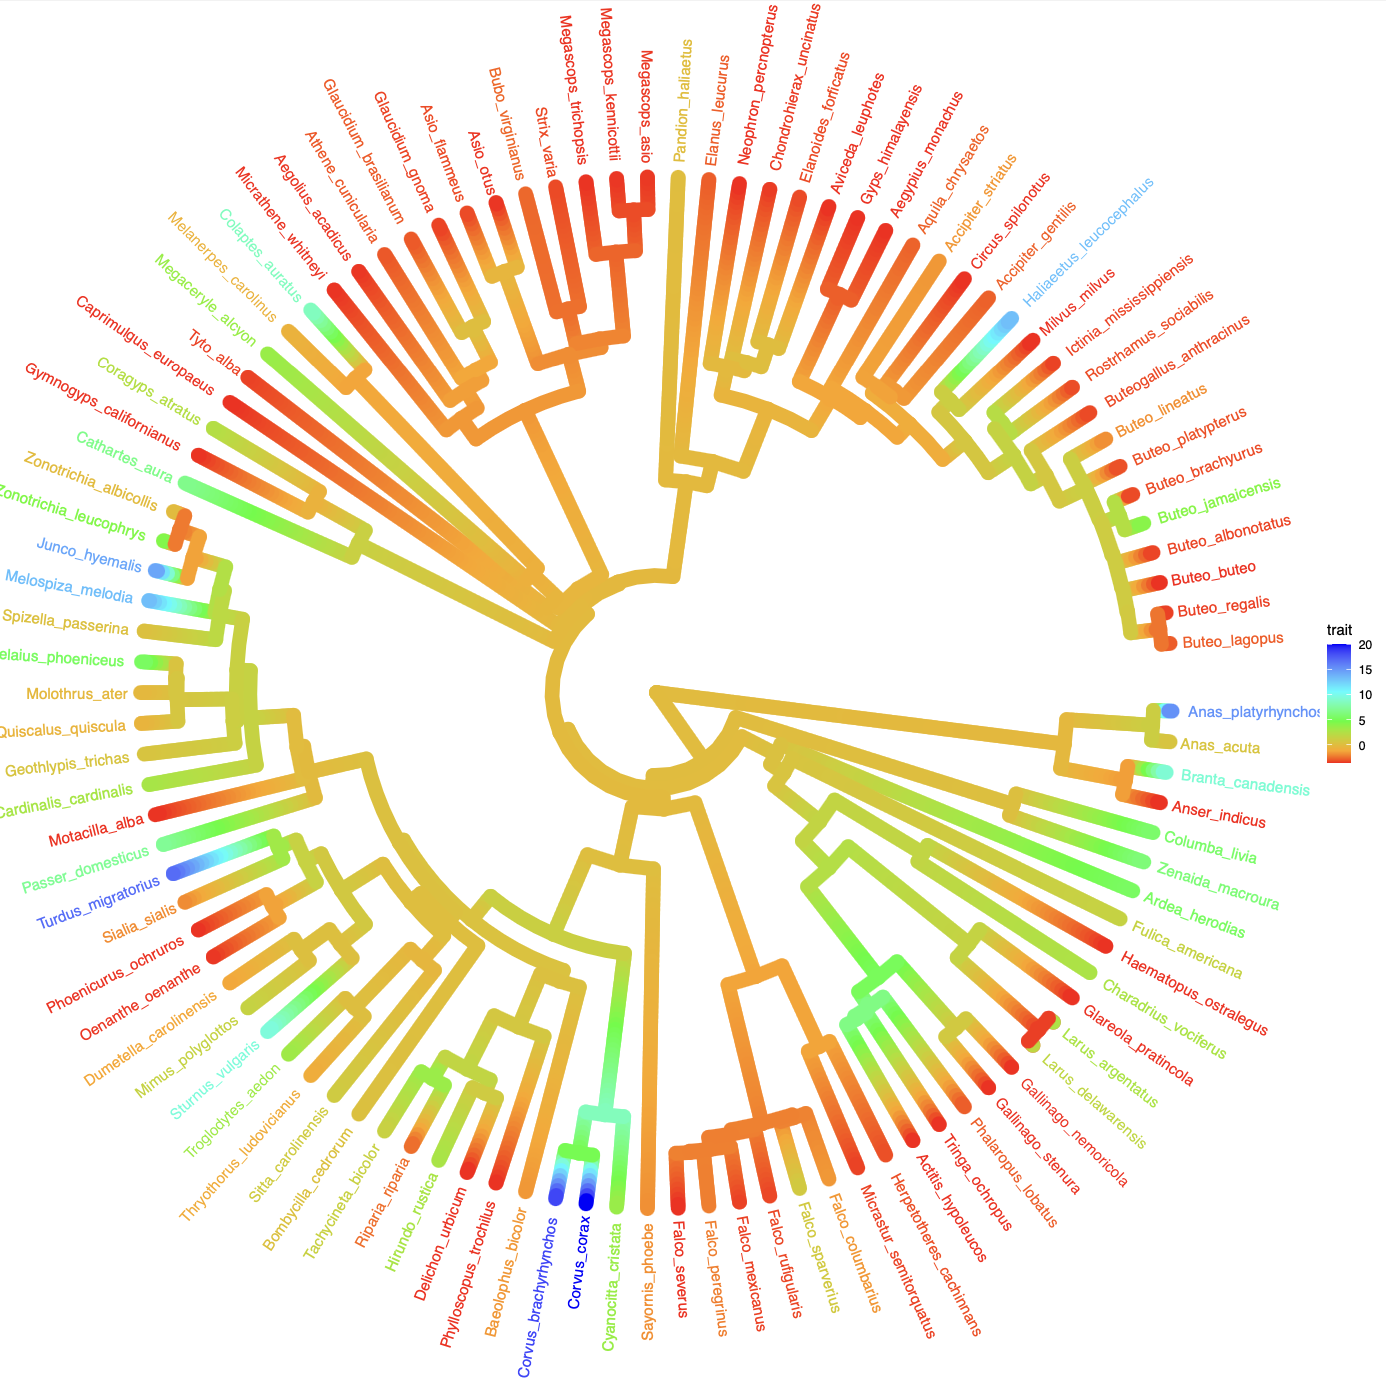 Pandion_haliaetus
Elanus_leucurus
Neophron_percnopterus
Chondrohierax_uncinatus
Elanoides_forficatus
Aviceda_leuphotes
Gyps_himalayensis
Aegypius_monachus
Aquila_chrysaetos
Accipiter_striatus
Circus_spilonotus
Accipiter_gentilis
Haliaeetus_leucocephalus
Milvus_milvus
Ictinia_mississippiensis
Rostrhamus_sociabilis
Buteogallus_anthracinus
Buteo_lineatus
Buteo_platypterus
Buteo_brachyurus
Buteo_jamaicensis
Buteo_albonotatus
Buteo_buteo
Buteo_regalis
Buteo_lagopus
trait
20
15
10
5
0
Anas_platyrhynchos
Anas_acuta
Branta_canadensis
Anser_indicus
Columba_livia
Zenaida_macroura
Ardea_herodias
Fulica_americana
Haematopus_ostralegus
Charadrius_vociferus
Glareola_pratincola
Larus_argentatus
Larus_delawarensis
Gallinago_nemoricola
Gallinago_stenura
Phalaropus_lobatus
Tringa_ochropus
Actitis_hypoleucos
Herpetotheres_cachinnans
Micrastur_semitorquatus
Falco_columbarius
Falco_sparverius
Falco_rufigularis
Falco_mexicanus
Falco_peregrinus
Falco_severus
Sayornis_phoebe
Cyanocitta_cristata
Corvus_corax
Corvus_brachyrhynchos
Baeolophus_bicolor
Phylloscopus_trochilus
Delichon_urbicum
Hirundo_rustica
Riparia_riparia
Tachycineta_bicolor
Bombycilla_cedrorum
Sitta_carolinensis
Thryothorus_ludovicianus
Troglodytes_aedon
Sturnus_vulgaris
Mimus_polyglottos
Dumetella_carolinensis
Oenanthe_oenanthe
Phoenicurus_ochruros
Sialia_sialis
Turdus_migratorius
Passer_domesticus
Motacilla_alba
Cardinalis_cardinalis
Geothlypis_trichas
Quiscalus_quiscula
Molothrus_ater
elaius_phoeniceus
Spizella_passerina
Melospiza_melodia
Junco_hyemalis
Zonotrichia_leucophrys
Zonotrichia_albicollis
Cathartes_aura
Gymnogyps_californianus
Coragyps_atratus
Caprimulgus_europaeus
Tyto_alba
Megaceryle_alcyon
Melanerpes_carolinus
Colaptes_auratus
Micrathene_whitneyi
Aegolius_acadicus
Athene_cunicularia
Glaucidium_brasilianum
Glaucidium_gnoma
Asio_flammeus
Asio_otus
Bubo_virginianus
Strix_varia
Megascops_trichopsis
Megascops_kennicottii
Megascops_asio